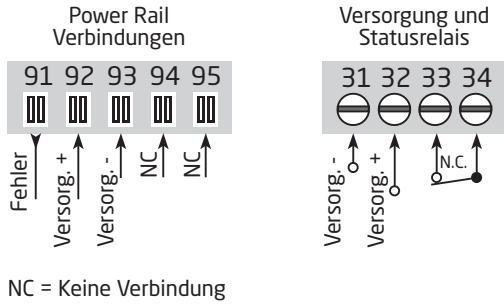 Power Rail
Verbindungen
91 92 93 94 95
Fehler
Versorg. +
Versorg. -
NC
NC
Versorgung und
Statusrelais
31 32 33 34
Versorg. -
Versorg. +
N.C.
NC = Keine Verbindung